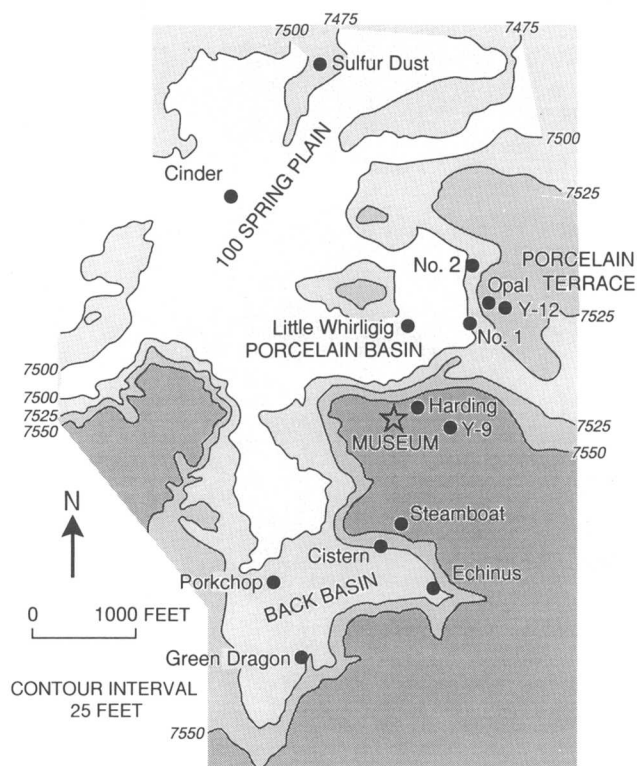 7500
7475
7475
Sulfur Dust
7500
Cinder
100 SPRING PLAIN
7525
No. 2
PORCELAIN
TERRACE
Opal
Y-12
7525
Little Whirligig
No. 1
PORCELAIN BASIN
7500
7500
7525
7550
Harding
7525
MUSEUM
Y-9
7550
N
Steamboat
Cistern
Echinus
Porkchop
BACK BASIN
0 1000 FEET
Green Dragon
CONTOUR INTERVAL
25 FEET
7550